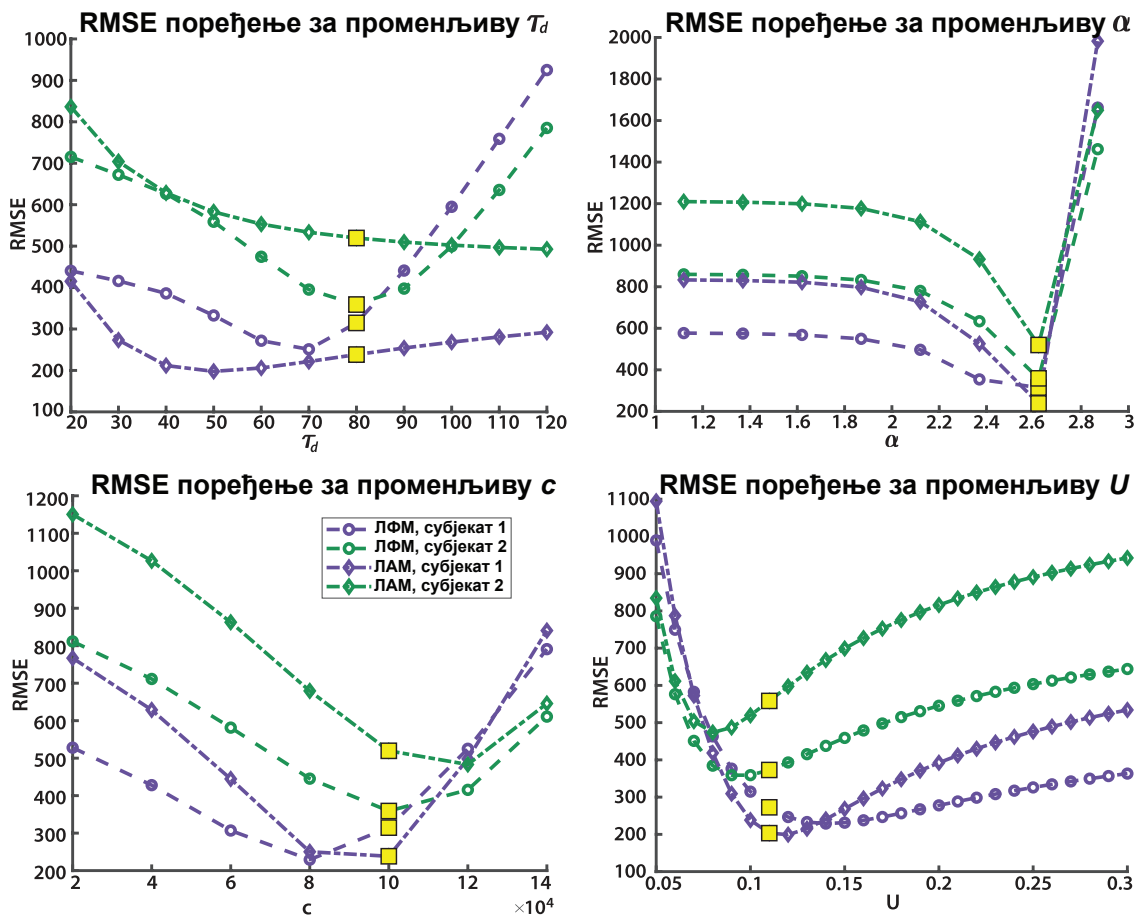 RMSE поређење за променљиву τd
1000
900
800
700
600
500
400
300
200
100
RMSE
20 30 40 50 60 70 80 90 100 110 120
τd
RMSE поређење за променљиву α
2000
1800
1600
1400
1200
1000
800
600
400
200
RMSE
1 1.2 1.4 1.6 1.8 2 2.2 2.4 2.6 2.8 3
α
RMSE поређење за променљиву c
1200
1100
1000
900
800
700
600
500
400
300
200
RMSE
ЛФМ, субјекат 1
ЛФМ, субјекат 2
ЛАМ, субјекат 1
ЛАМ, субјекат 2
2 4 6 8 10 12 14
c
×10⁴
RMSE поређење за променљиву U
1100
1000
900
800
700
600
500
400
300
200
100
RMSE
0.05 0.1 0.15 0.2 0.25 0.3
U